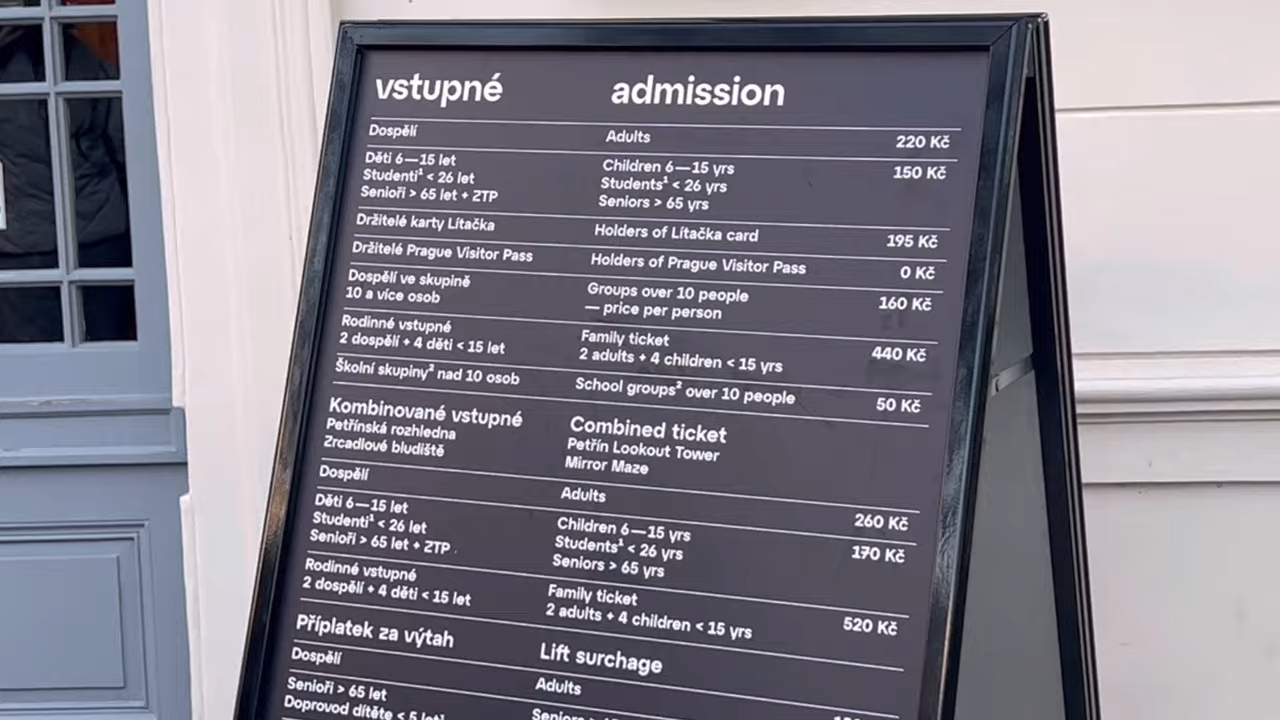 vstupné admission
Dospělí Adults 220 Kč
Děti 6—15 let Children 6—15 yrs 150 Kč
Studenti¹ < 26 let Students¹ < 26 yrs
Senioři > 65 let + ZTP Seniors > 65 yrs
Držitelé karty Lítačka Holders of Lítačka card 195 Kč
Držitelé Prague Visitor Pass Holders of Prague Visitor Pass 0 Kč
Dospělí ve skupině Groups over 10 people 160 Kč
10 a více osob — price per person
Rodinné vstupné Family ticket 440 Kč
2 dospělí + 4 děti < 15 let 2 adults + 4 children < 15 yrs
Školní skupiny² nad 10 osob School groups² over 10 people 50 Kč
Kombinované vstupné Combined ticket
Petřínská rozhledna Petřín Lookout Tower
Zrcadlové bludiště Mirror Maze
Dospělí Adults 260 Kč
Děti 6—15 let Children 6—15 yrs 170 Kč
Studenti¹ < 26 let Students¹ < 26 yrs
Senioři > 65 let + ZTP Seniors > 65 yrs
Rodinné vstupné Family ticket 520 Kč
2 dospělí + 4 děti < 15 let 2 adults + 4 children < 15 yrs
Příplatek za výtah Lift surchage
Dospělí Adults
Senioři > 65 let Seniors >
Doprovod dítěte < 5 let